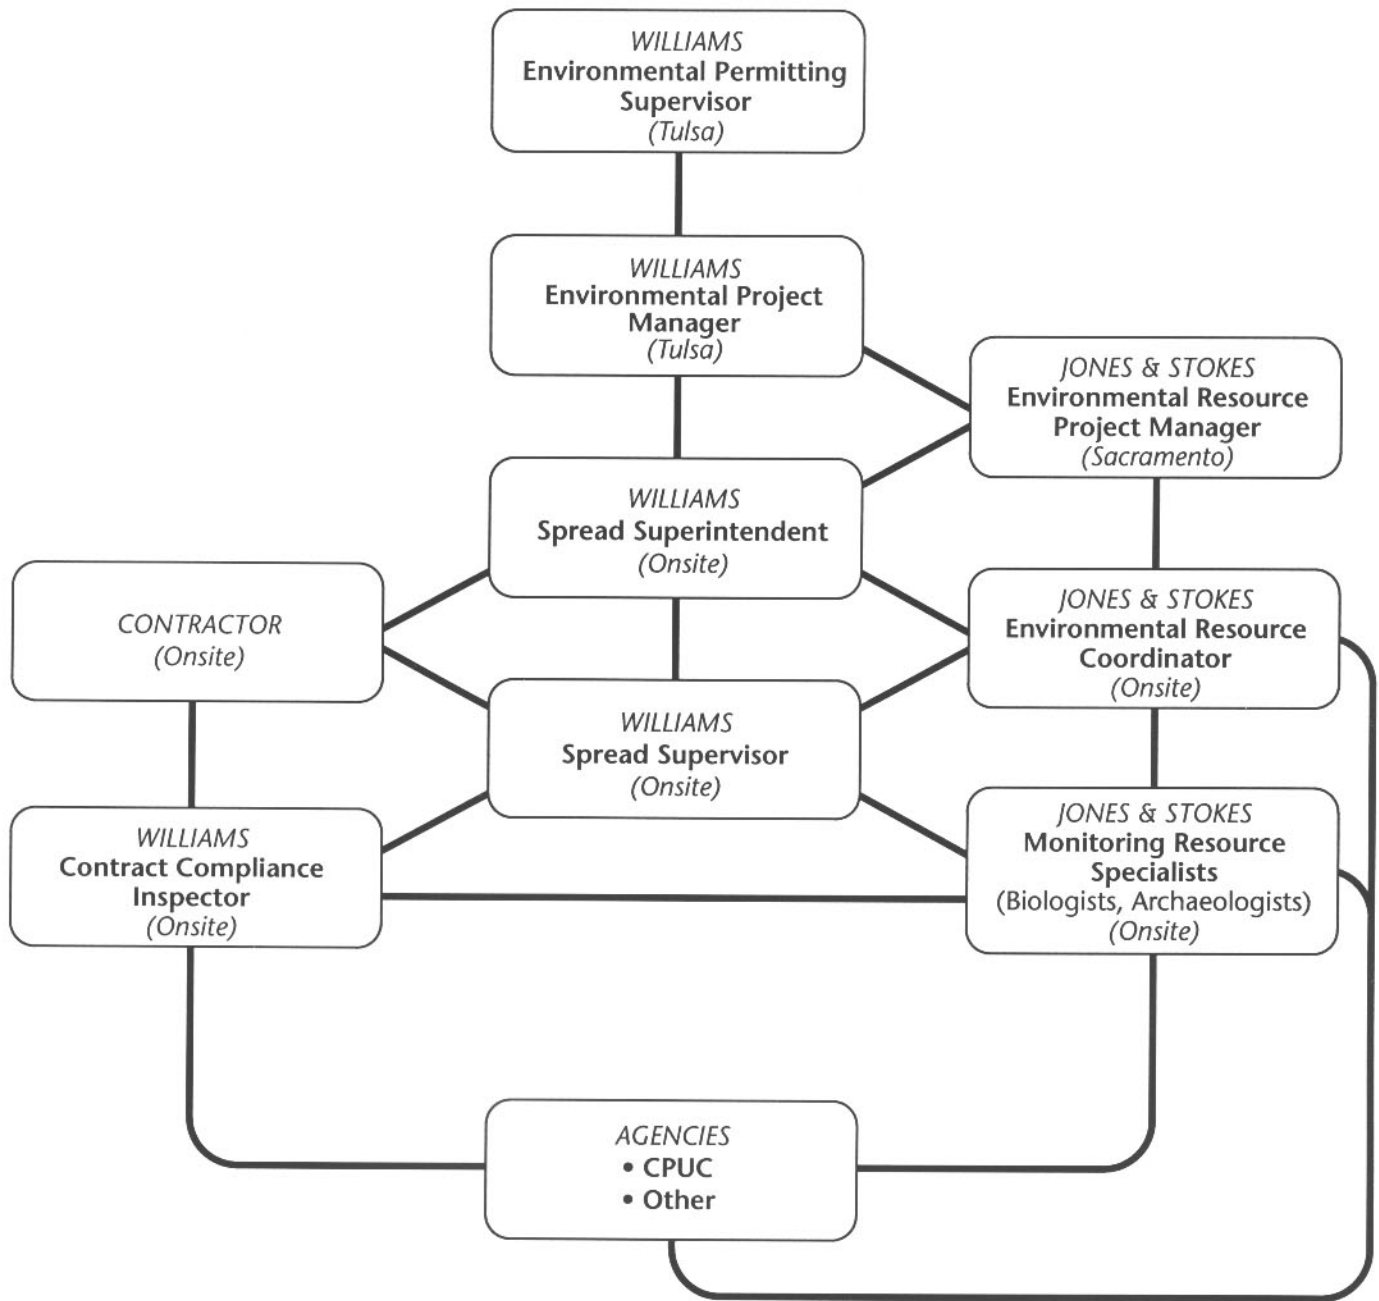 WILLIAMS
Environmental Permitting
Supervisor
(Tulsa)
WILLIAMS
Environmental Project
Manager
(Tulsa)
JONES & STOKES
Environmental Resource
Project Manager
(Sacramento)
WILLIAMS
Spread Superintendent
(Onsite)
CONTRACTOR
(Onsite)
JONES & STOKES
Environmental Resource
Coordinator
(Onsite)
WILLIAMS
Spread Supervisor
(Onsite)
WILLIAMS
Contract Compliance
Inspector
(Onsite)
JONES & STOKES
Monitoring Resource
Specialists
(Biologists, Archaeologists)
(Onsite)
AGENCIES
• CPUC
• Other